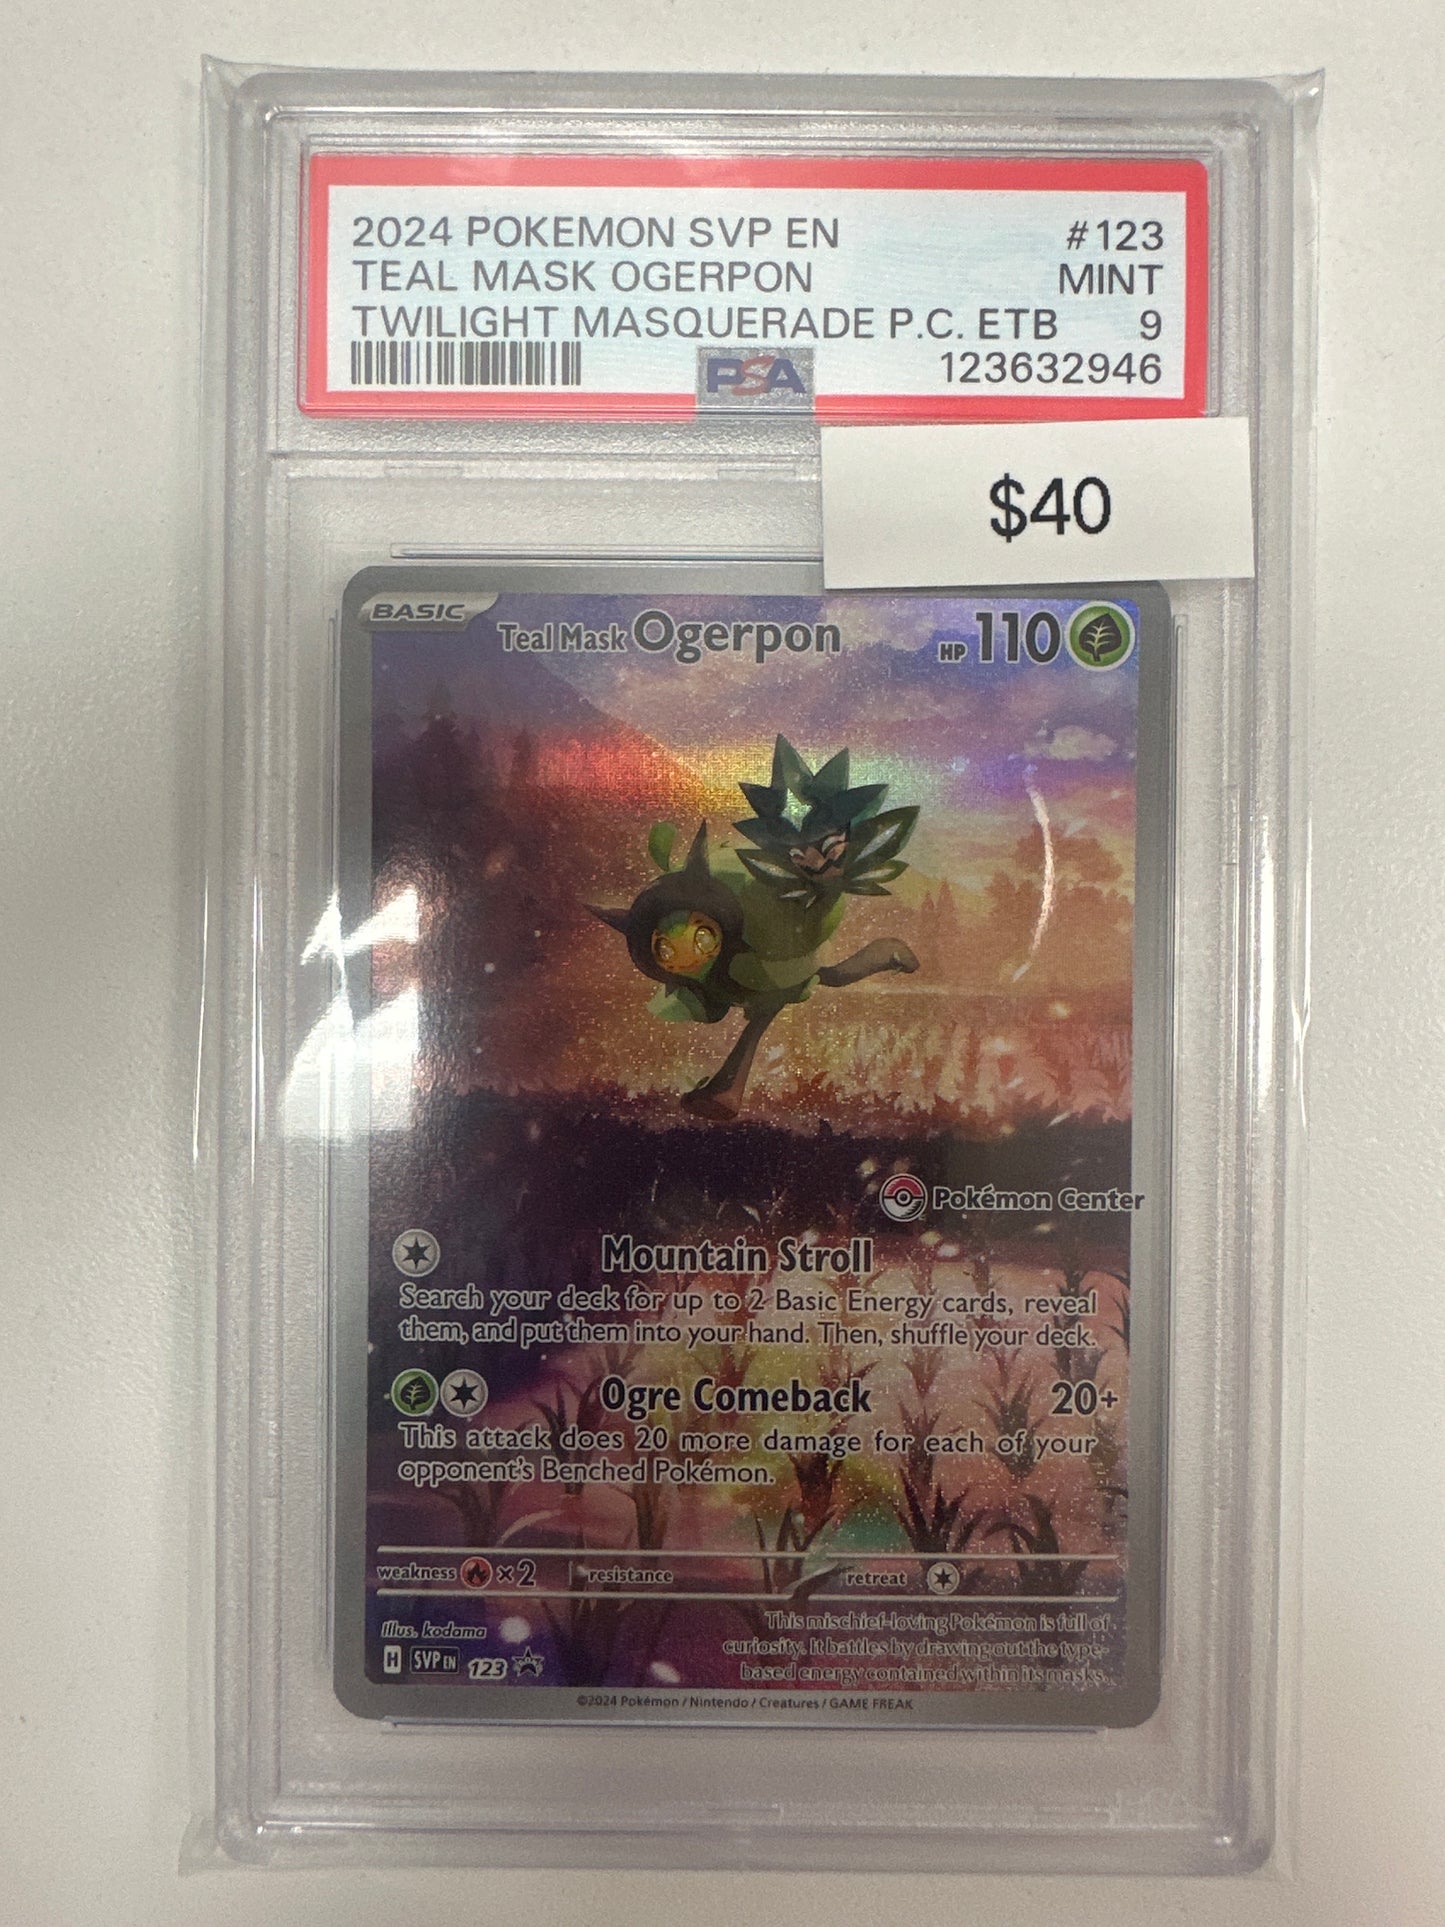 2024 POKEMON SVP EN #123
TEAL MASK OGERPON MINT
TWILIGHT MASQUERADE P.C. ETB 9
PSA 123632946
$40
BASIC Teal Mask Ogerpon HP 110
Pokémon Center
Mountain Stroll
Search your deck for up to 2 Basic Energy cards, reveal
them, and put them into your hand. Then, shuffle your deck.
Ogre Comeback 20+
This attack does 20 more damage for each of your
opponent's Benched Pokémon.
weakness ×2 resistance retreat
Illus. kodama
This mischief-loving Pokémon is full of
curiosity. It battles by drawing out the type-
based energy contained within its masks.
H SVP EN 123
©2024 Pokémon / Nintendo / Creatures / GAME FREAK